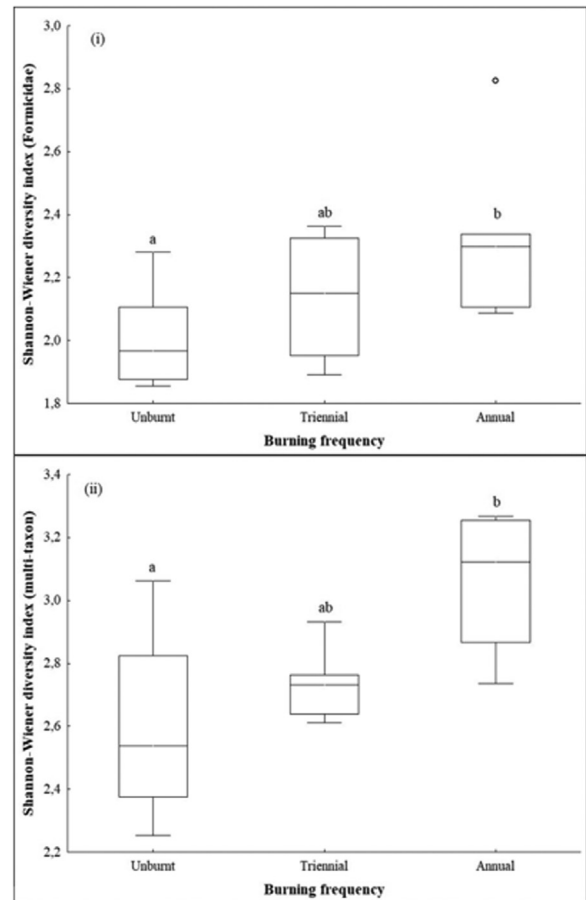 3,0
(i)
2,8
2,6
2,4
2,2
2,0
1,8
Shannon-Wiener diversity index (Formicidae)
a
ab
b
Unburnt Triennial Annual
Burning frequency
3,4
(ii)
3,2
3,0
2,8
2,6
2,4
2,2
Shannon-Wiener diversity index (multi-taxon)
a
ab
b
Unburnt Triennial Annual
Burning frequency